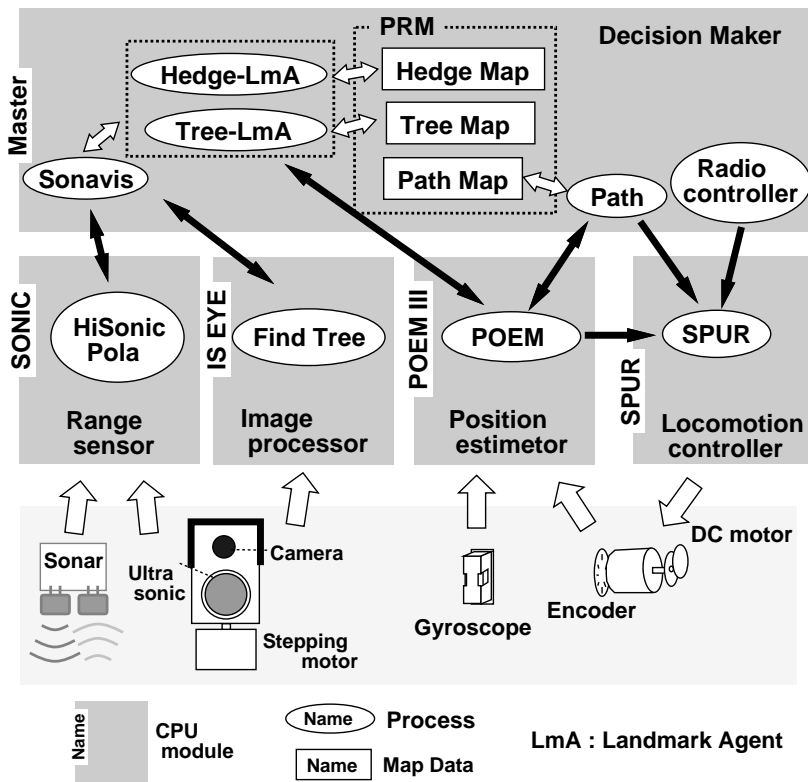 PRM
Decision Maker
Master
Hedge-LmA
Hedge Map
Tree-LmA
Tree Map
Sonavis
Path Map
Path
Radio
controller
SONIC
HiSonic
Pola
Range
sensor
IS EYE
Find Tree
Image
processor
POEM III
POEM
Position
estimetor
SPUR
SPUR
Locomotion
controller
Sonar
Camera
Ultra
sonic
Stepping
motor
Gyroscope
Encoder
DC motor
Name
CPU
module
Name
Process
Name
Map Data
LmA : Landmark Agent